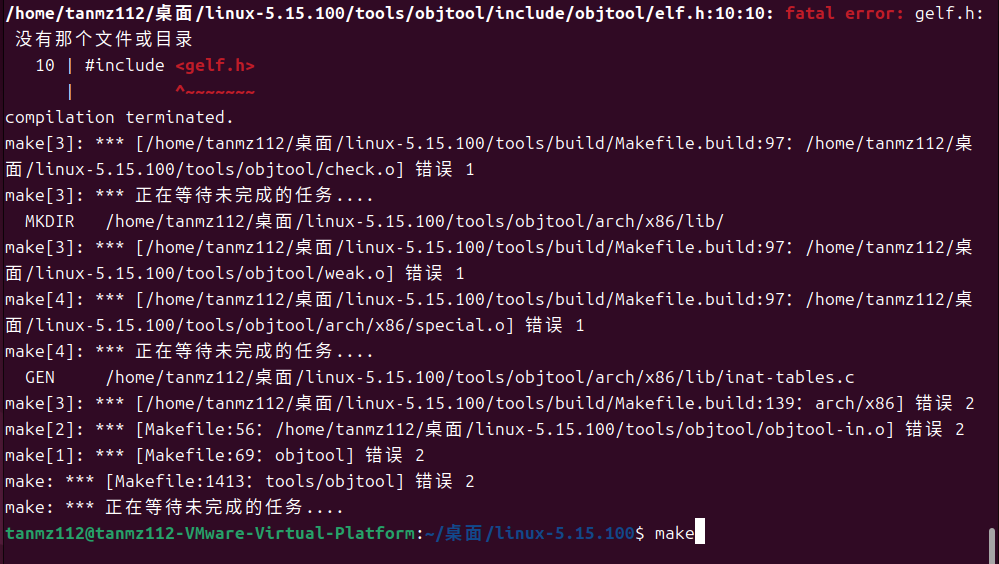 /home/tanmz112/桌面/linux-5.15.100/tools/objtool/include/objtool/elf.h:10:10: fatal error: gelf.h:
没有那个文件或目录
   10 | #include <gelf.h>
      |          ^~~~~~~~
compilation terminated.
make[3]: *** [/home/tanmz112/桌面/linux-5.15.100/tools/build/Makefile.build:97：/home/tanmz112/桌
面/linux-5.15.100/tools/objtool/check.o] 错误 1
make[3]: *** 正在等待未完成的任务....
  MKDIR   /home/tanmz112/桌面/linux-5.15.100/tools/objtool/arch/x86/lib/
make[3]: *** [/home/tanmz112/桌面/linux-5.15.100/tools/build/Makefile.build:97：/home/tanmz112/桌
面/linux-5.15.100/tools/objtool/weak.o] 错误 1
make[4]: *** [/home/tanmz112/桌面/linux-5.15.100/tools/build/Makefile.build:97：/home/tanmz112/桌
面/linux-5.15.100/tools/objtool/arch/x86/special.o] 错误 1
make[4]: *** 正在等待未完成的任务....
  GEN     /home/tanmz112/桌面/linux-5.15.100/tools/objtool/arch/x86/lib/inat-tables.c
make[3]: *** [/home/tanmz112/桌面/linux-5.15.100/tools/build/Makefile.build:139：arch/x86] 错误 2
make[2]: *** [Makefile:56：/home/tanmz112/桌面/linux-5.15.100/tools/objtool/objtool-in.o] 错误 2
make[1]: *** [Makefile:69：objtool] 错误 2
make: *** [Makefile:1413：tools/objtool] 错误 2
make: *** 正在等待未完成的任务....
tanmz112@tanmz112-VMware-Virtual-Platform:~/桌面/linux-5.15.100$ make